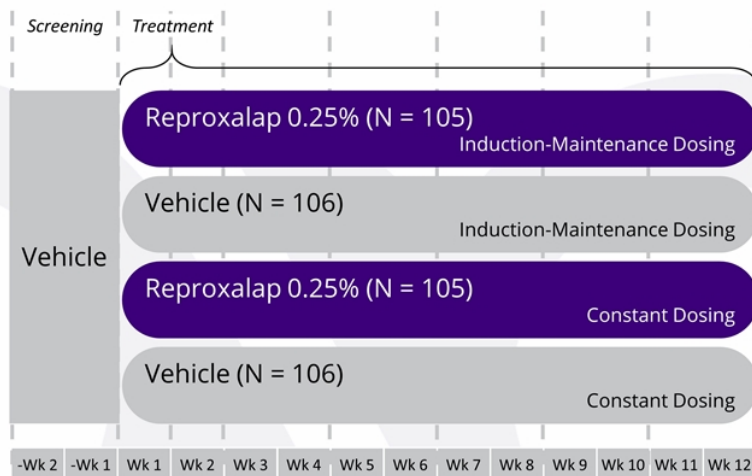 Screening Treatment
Reproxalap 0.25% (N = 105)
Induction-Maintenance Dosing
Vehicle (N = 106)
Induction-Maintenance Dosing
Vehicle
Reproxalap 0.25% (N = 105)
Constant Dosing
Vehicle (N = 106)
Constant Dosing
-Wk 2 -Wk 1 Wk 1 Wk 2 Wk 3 Wk 4 Wk 5 Wk 6 Wk 7 Wk 8 Wk 9 Wk 10 Wk 11 Wk 12